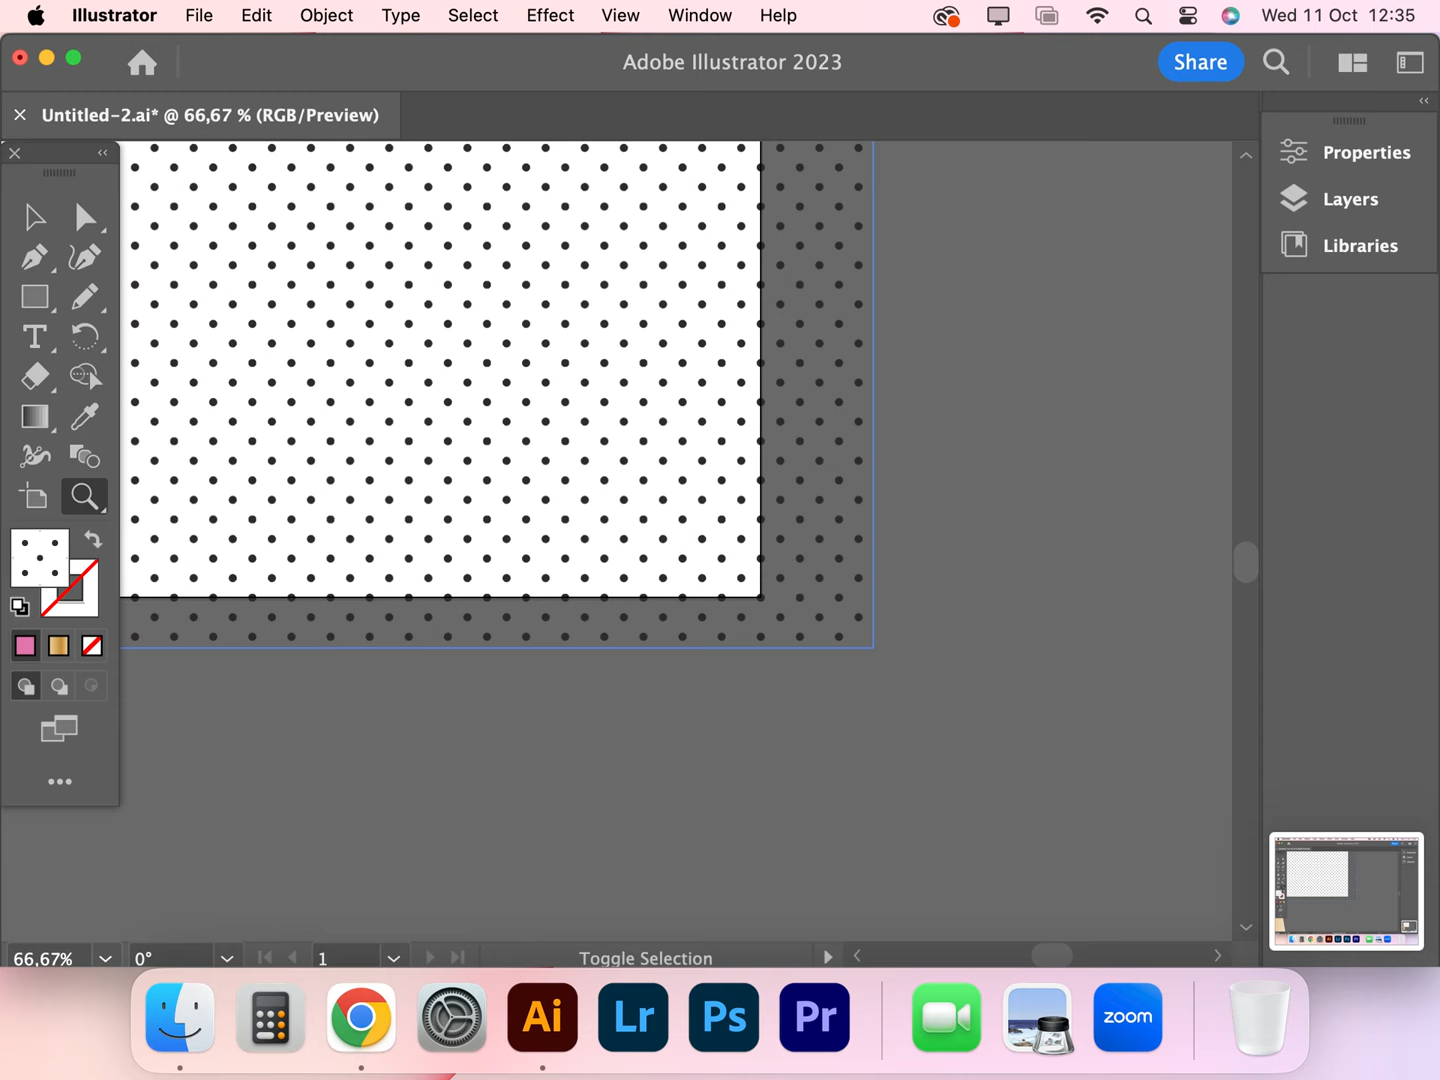 Illustrator File Edit Object Type Select Effect View Window Help Wed 11 Oct 12:35
Adobe Illustrator 2023
Share
Untitled-2.ai* @ 66,67 % (RGB/Preview)
Properties
Layers
Libraries
T
66,67% 0° 1 Toggle Selection
Ai Lr Ps Pr zoom